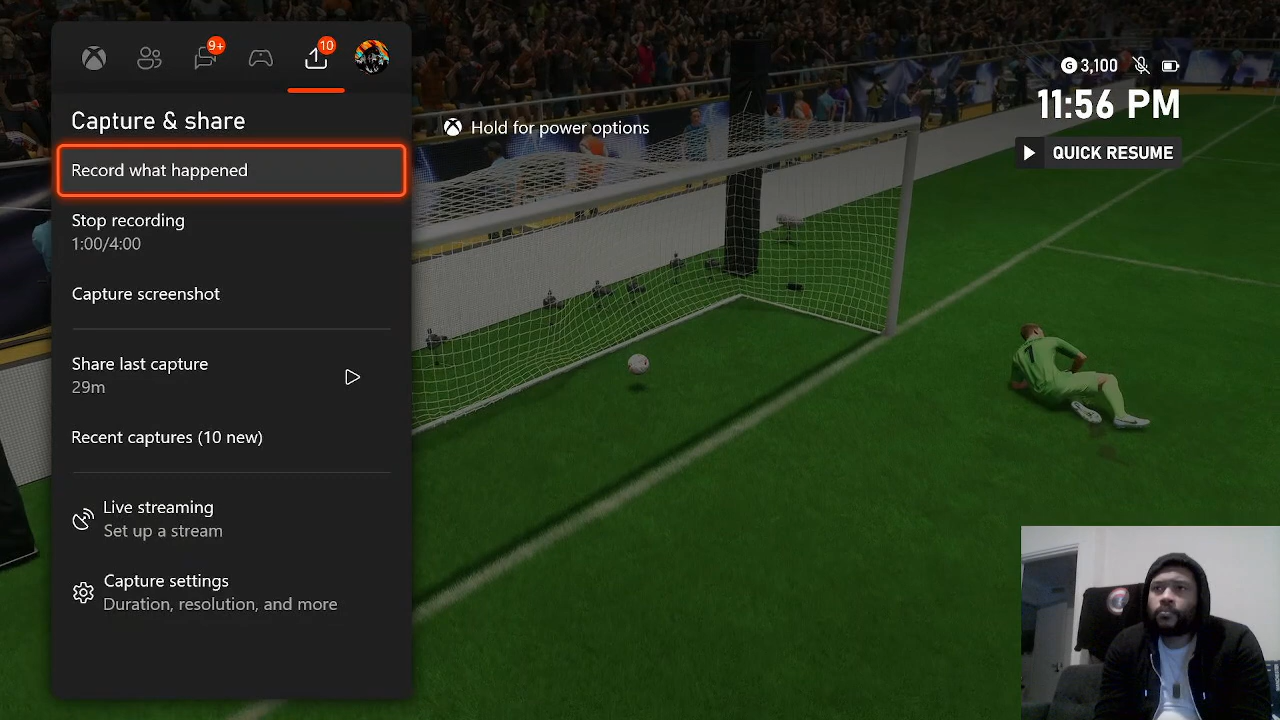 9+
10
Capture & share
Record what happened
Stop recording
1:00/4:00
Capture screenshot
Share last capture
29m
Recent captures (10 new)
Live streaming
Set up a stream
Capture settings
Duration, resolution, and more
Hold for power options
G 3,100
11:56 PM
QUICK RESUME
1